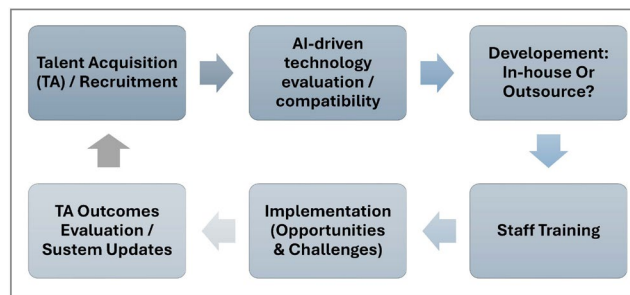 Talent Acquisition
(TA) / Recruitment
AI-driven
technology
evaluation /
compatibility
Developement:
In-house Or
Outsource?
Staff Training
Implementation
(Opportunities
& Challenges)
TA Outcomes
Evaluation /
Sustem Updates